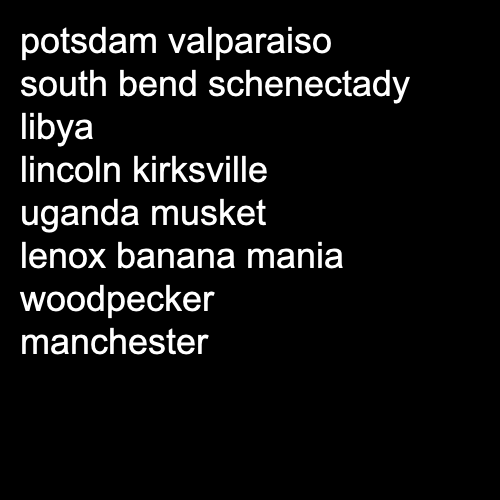 potsdam valparaiso
south bend schenectady
libya
lincoln kirksville
uganda musket
lenox banana mania
woodpecker
manchester